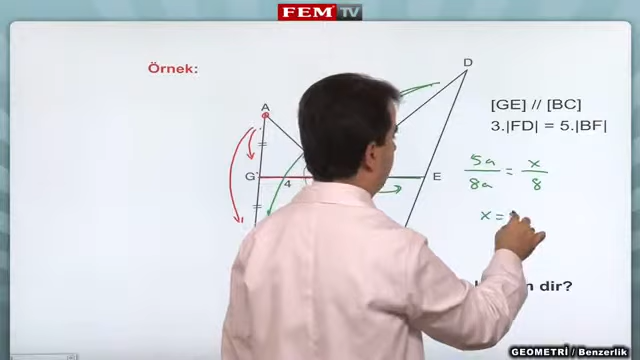 FEM TV
Örnek:
D
A
[GE] // [BC]
3.|FD| = 5.|BF|
5a/8a = x/8
G
4
E
x =
dir?
GEOMETRİ / Benzerlik